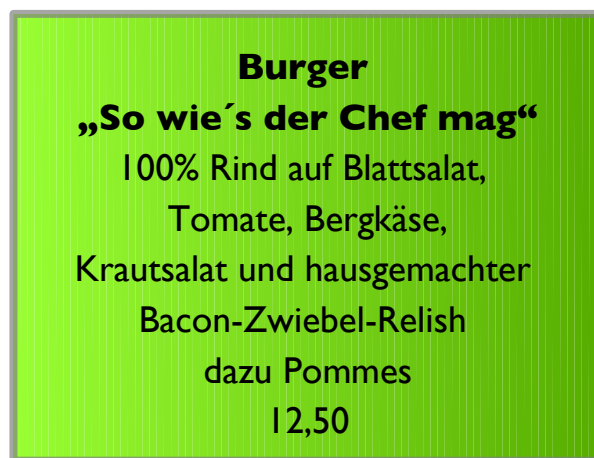 Burger
„So wie´s der Chef mag“
100% Rind auf Blattsalat,
Tomate, Bergkäse,
Krautsalat und hausgemachter
Bacon-Zwiebel-Relish
dazu Pommes
12,50